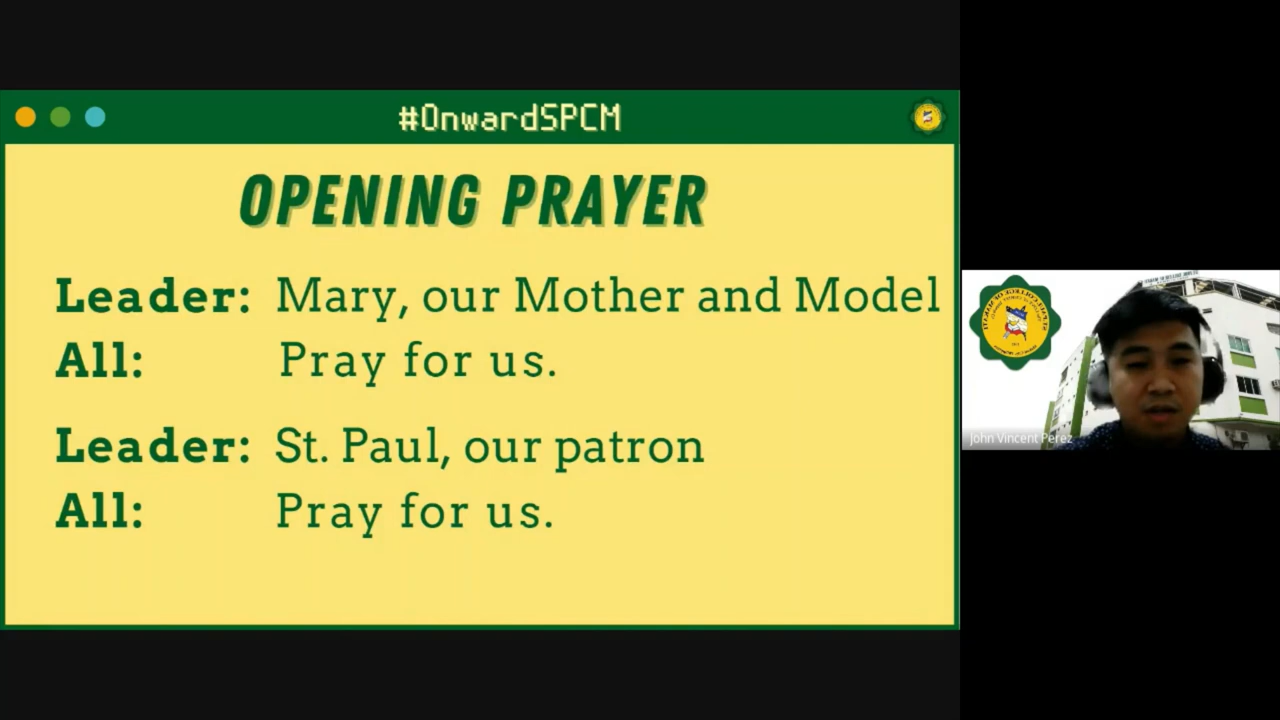 #OnwardSPCM
OPENING PRAYER
Leader: Mary, our Mother and Model
All: Pray for us.
Leader: St. Paul, our patron
All: Pray for us.
John Vincent Perez